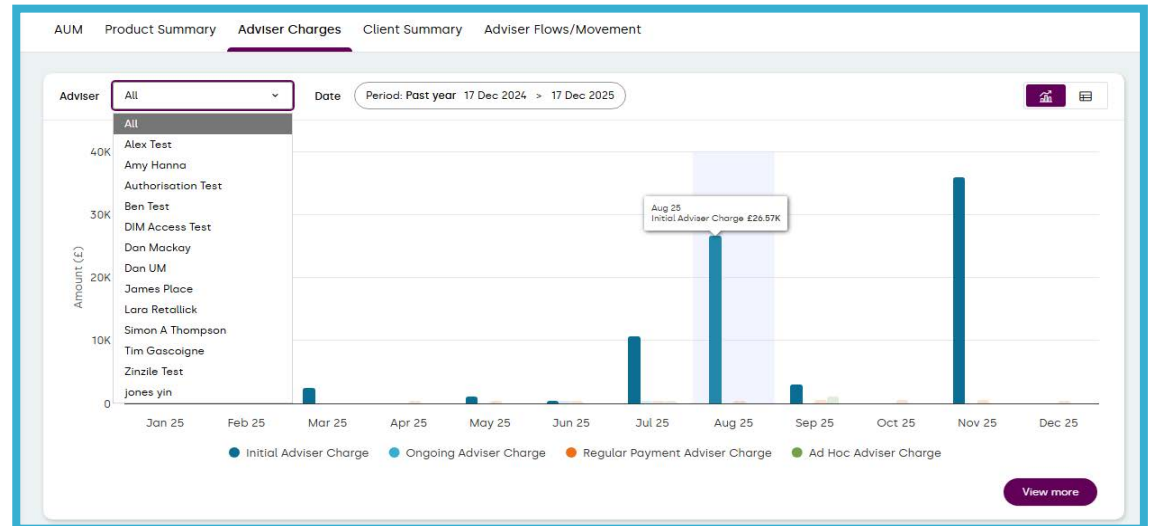 AUM Product Summary Adviser Charges Client Summary Adviser Flows/Movement
Adviser All Date Period: Past year 17 Dec 2024 > 17 Dec 2025
All
Alex Test
Amy Hanna
Authorisation Test
Ben Test
DIM Access Test
Dan Mackay
Dan UM
James Place
Lara Retallick
Simon A Thompson
Tim Gascoigne
Zinzile Test
jones yin
Amount (£)
40K
30K
20K
10K
0
Aug 25
Initial Adviser Charge £26.57K
Jan 25 Feb 25 Mar 25 Apr 25 May 25 Jun 25 Jul 25 Aug 25 Sep 25 Oct 25 Nov 25 Dec 25
Initial Adviser Charge Ongoing Adviser Charge Regular Payment Adviser Charge Ad Hoc Adviser Charge
View more